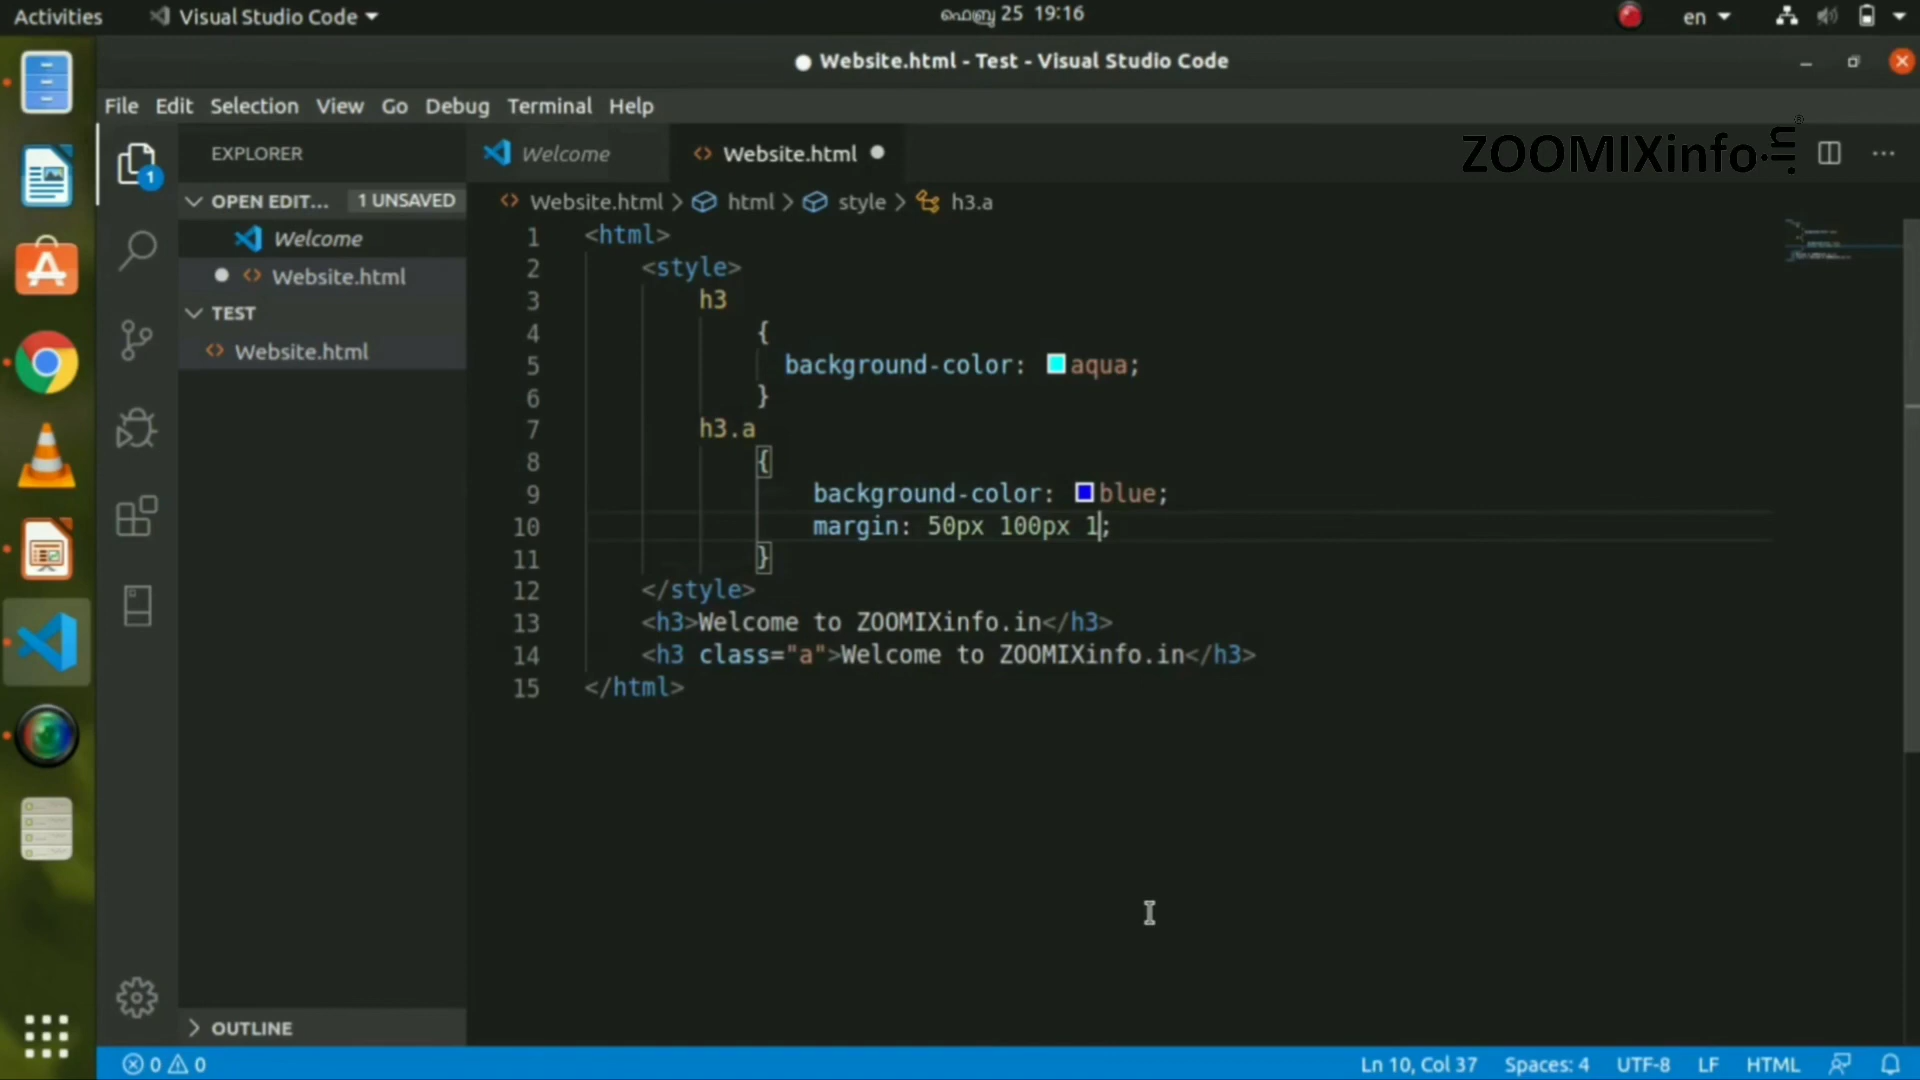 Activities
Visual Studio Code
ഫെബ്രു 25 19:16
en
Website.html - Test - Visual Studio Code
File Edit Selection View Go Debug Terminal Help
ZOOMIXinfo.in
EXPLORER
Welcome
Website.html
OPEN EDIT...
1 UNSAVED
Website.html > html > style > h3.a
Welcome
Website.html
TEST
Website.html
1
1 <html>
2 <style>
3 h3
4 {
5 background-color: aqua;
6 }
7 h3.a
8 {
9 background-color: blue;
10 margin: 50px 100px 1;
11 }
12 </style>
13 <h3>Welcome to ZOOMIXinfo.in</h3>
14 <h3 class="a">Welcome to ZOOMIXinfo.in</h3>
15 </html>
OUTLINE
0 0
Ln 10, Col 37 Spaces: 4 UTF-8 LF HTML